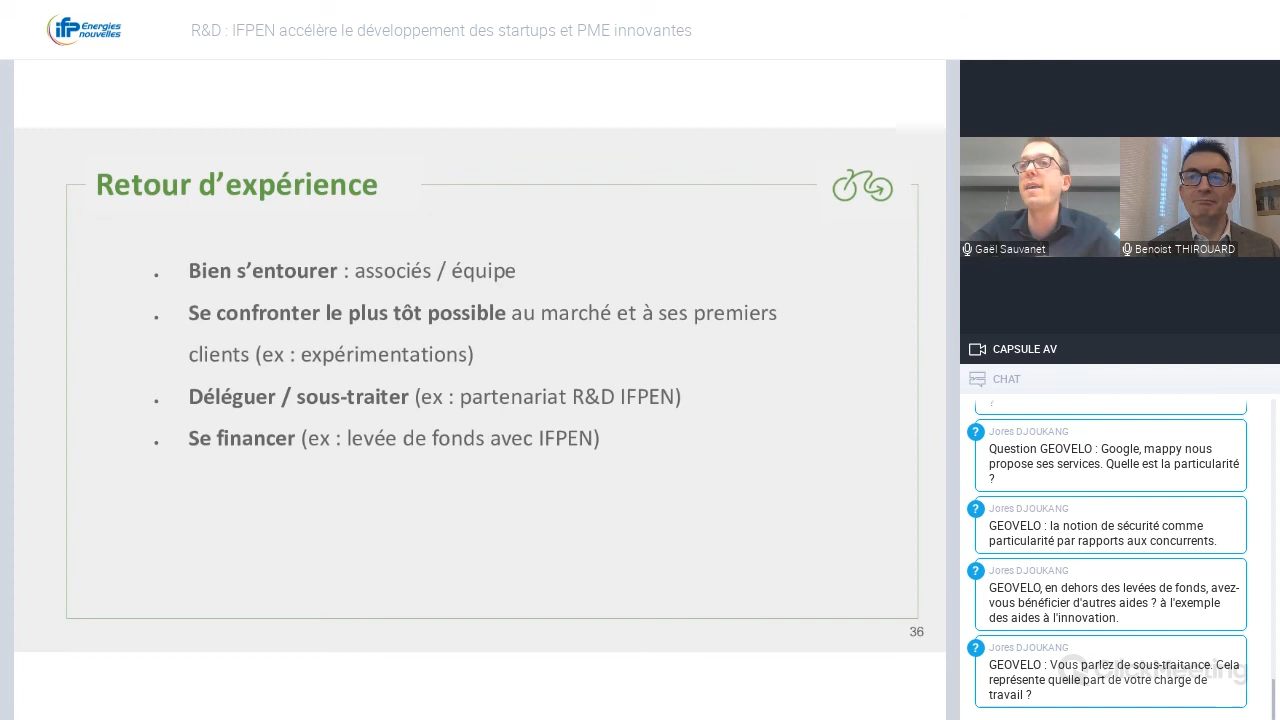 ifp Energies nouvelles
R&D : IFPEN accélère le développement des startups et PME innovantes
Retour d'expérience
. Bien s'entourer : associés / équipe
. Se confronter le plus tôt possible au marché et à ses premiers
clients (ex : expérimentations)
. Déléguer / sous-traiter (ex : partenariat R&D IFPEN)
. Se financer (ex : levée de fonds avec IFPEN)
36
Gaël Sauvanet
Benoist THIROUARD
CAPSULE AV
CHAT
?
? Jores DJOUKANG
Question GEOVELO : Google, mappy nous
propose ses services. Quelle est la particularité
?
? Jores DJOUKANG
GEOVELO : la notion de sécurité comme
particularité par rapports aux concurrents.
? Jores DJOUKANG
GEOVELO, en dehors des levées de fonds, avez-
vous bénéficier d'autres aides ? à l'exemple
des aides à l'innovation.
? Jores DJOUKANG
GEOVELO : Vous parlez de sous-traitance. Cela
représente quelle part de votre charge de
travail ?
ClickMeeting